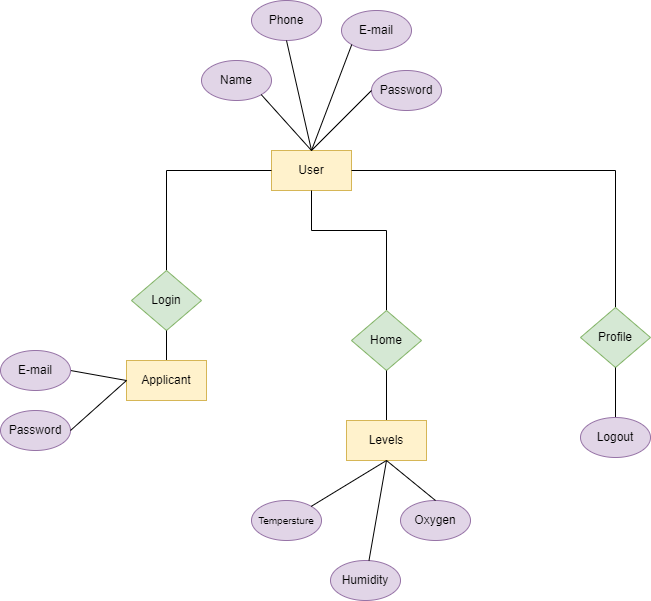 Phone
E-mail
Name
Password
User
Login
Home
Profile
E-mail
Applicant
Password
Levels
Logout
Tempersture
Oxygen
Humidity